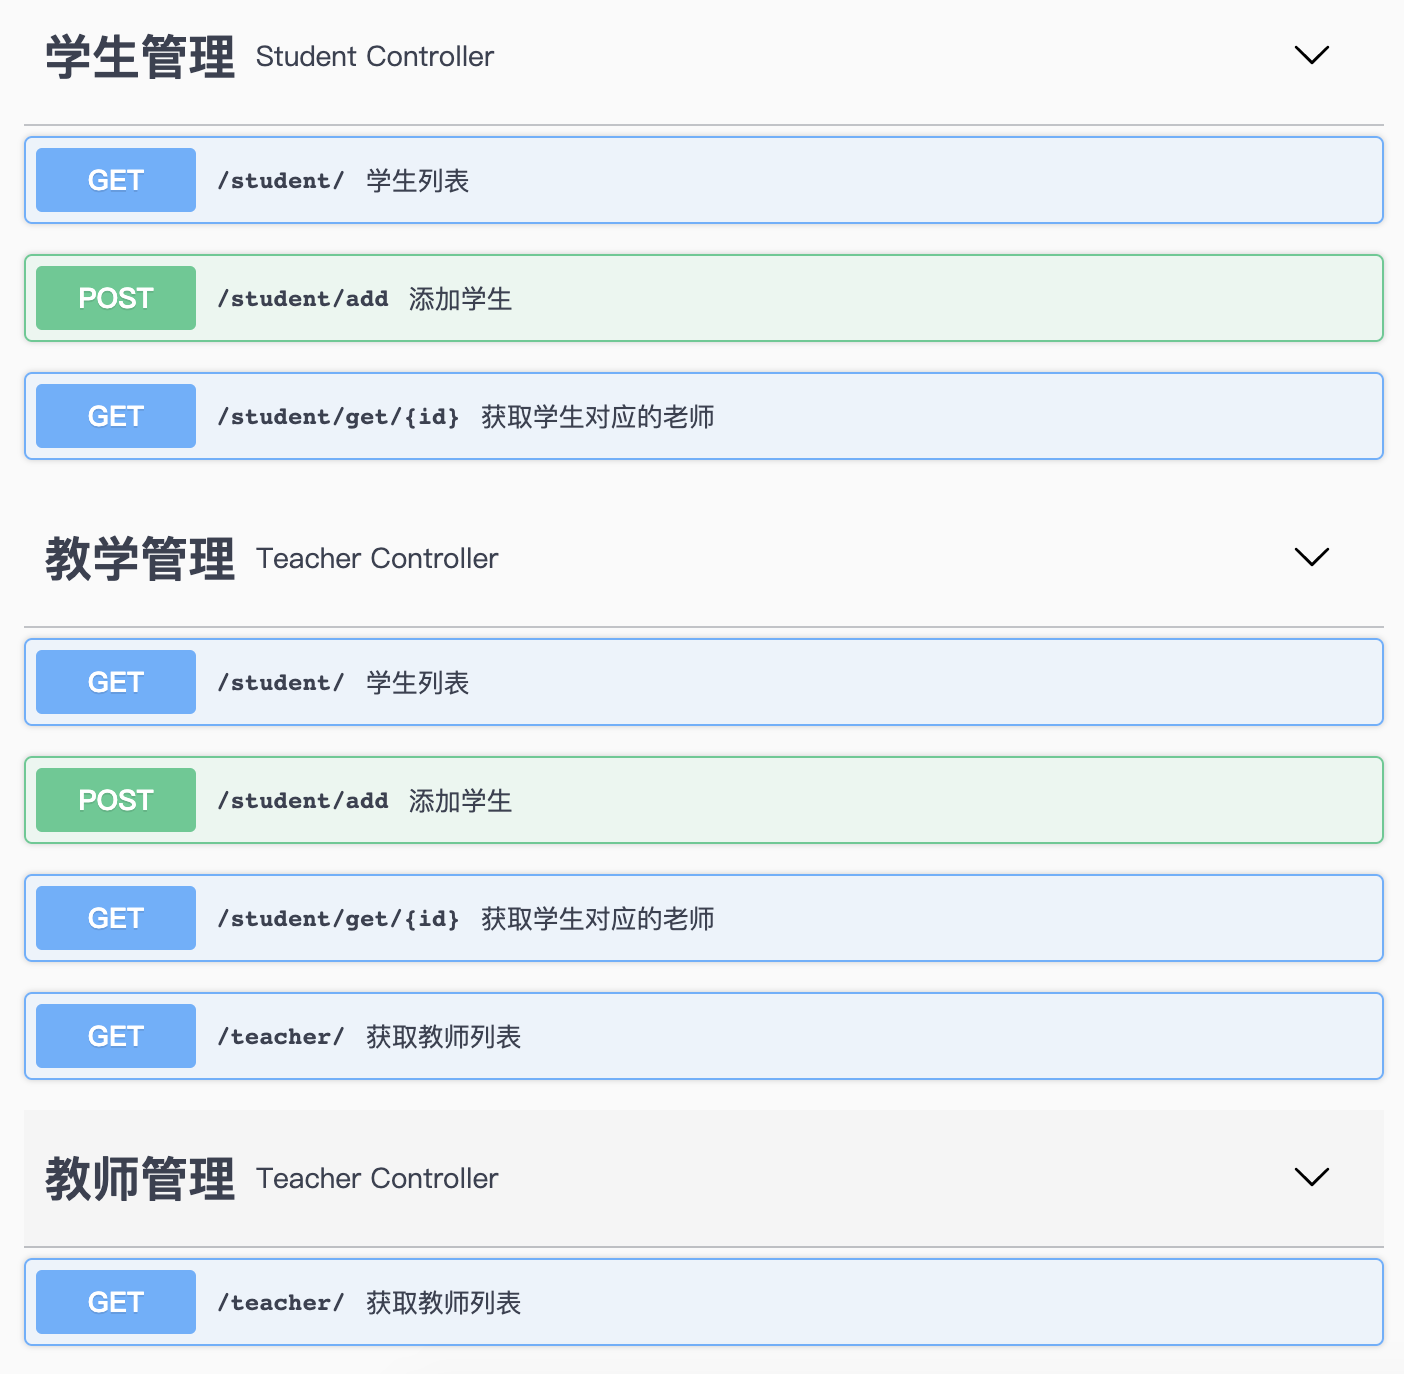 学生管理 Student Controller
GET /student/ 学生列表
POST /student/add 添加学生
GET /student/get/{id} 获取学生对应的老师
教学管理 Teacher Controller
GET /student/ 学生列表
POST /student/add 添加学生
GET /student/get/{id} 获取学生对应的老师
GET /teacher/ 获取教师列表
教师管理 Teacher Controller
GET /teacher/ 获取教师列表